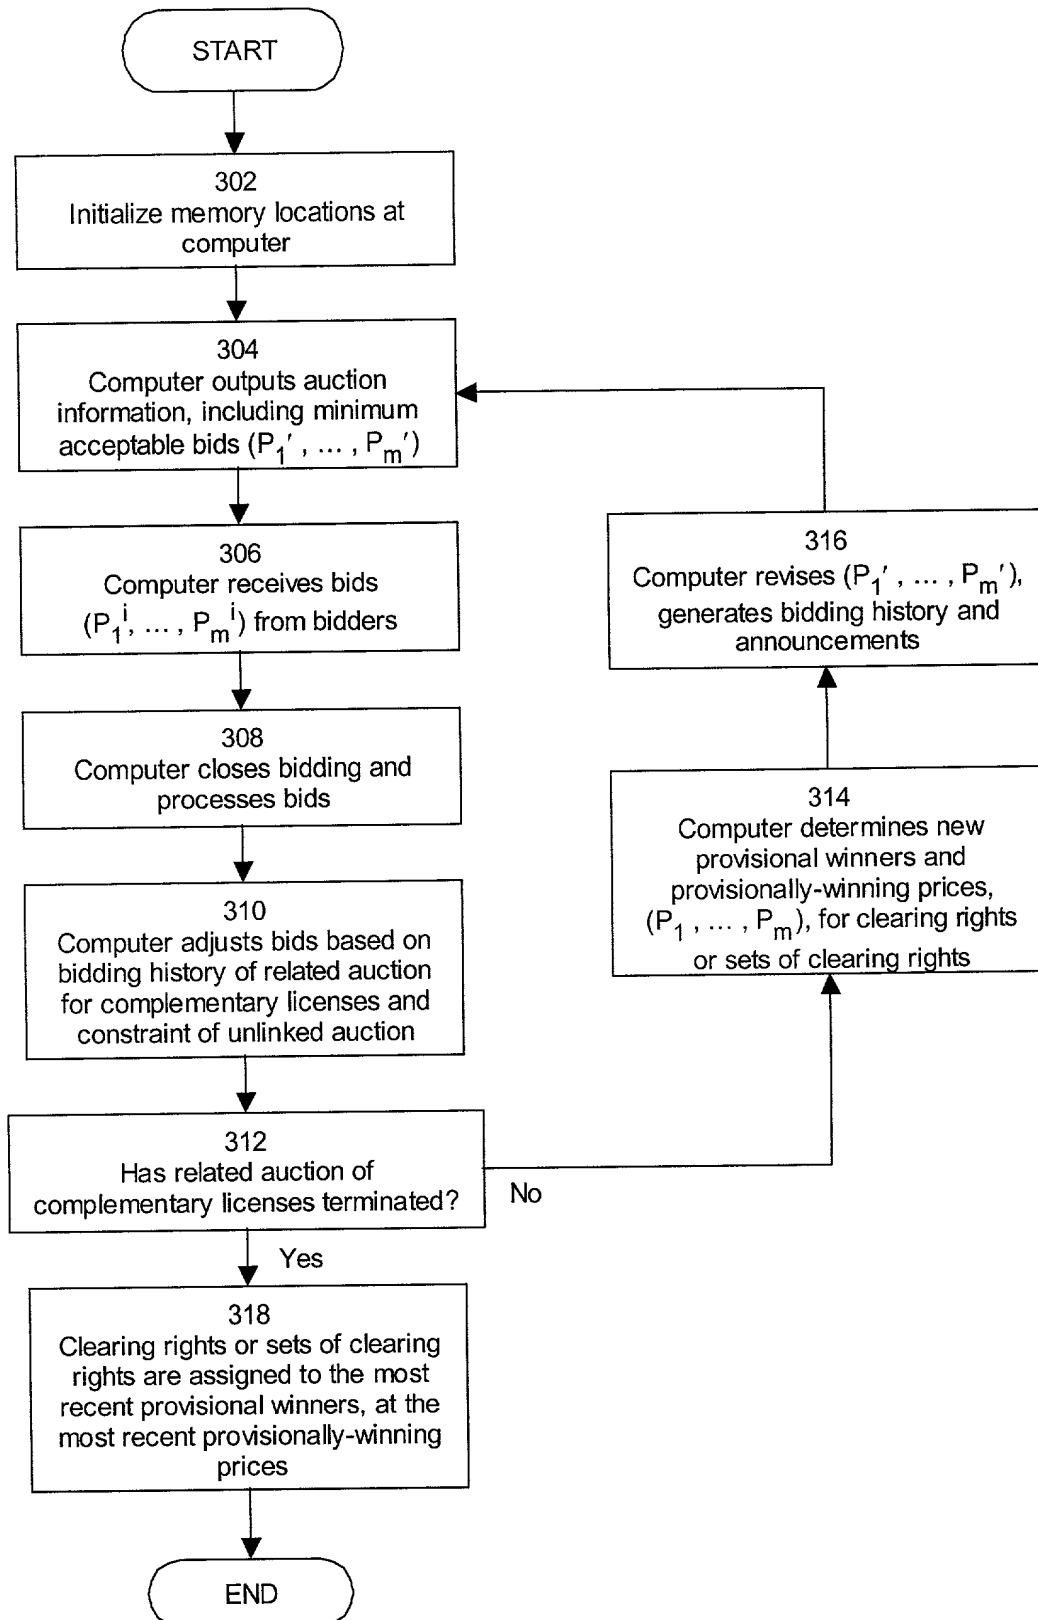 START
302
Initialize memory locations at
computer
304
Computer outputs auction
information, including minimum
acceptable bids (P1′ , ... , Pm′)
306
Computer receives bids
(P1^i, ... , Pm^i) from bidders
308
Computer closes bidding and
processes bids
310
Computer adjusts bids based on
bidding history of related auction
for complementary licenses and
constraint of unlinked auction
312
Has related auction of
complementary licenses terminated?
No
Yes
314
Computer determines new
provisional winners and
provisionally-winning prices,
(P1 , ... , Pm), for clearing rights
or sets of clearing rights
316
Computer revises (P1′ , ... , Pm′),
generates bidding history and
announcements
318
Clearing rights or sets of clearing
rights are assigned to the most
recent provisional winners, at the
most recent provisionally-winning
prices
END